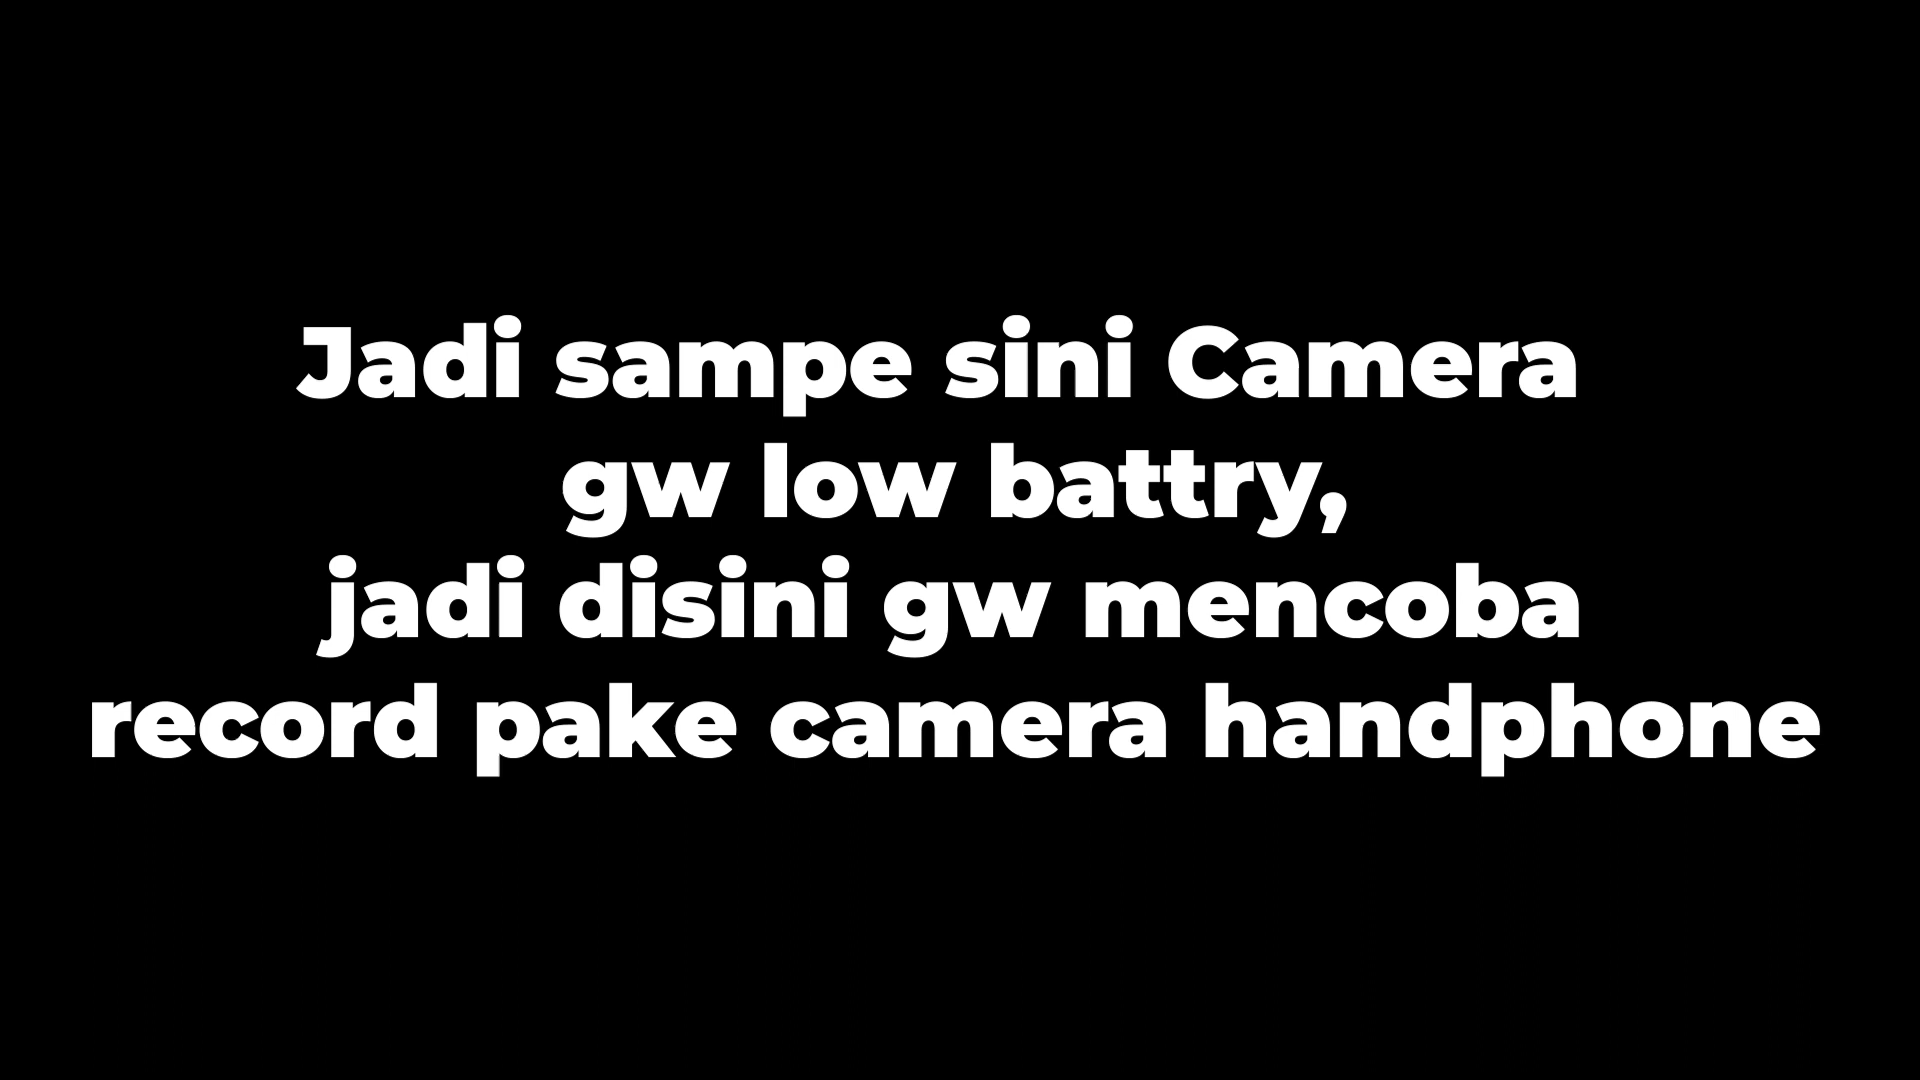 Jadi sampe sini Camera
gw low battry,
jadi disini gw mencoba
record pake camera handphone